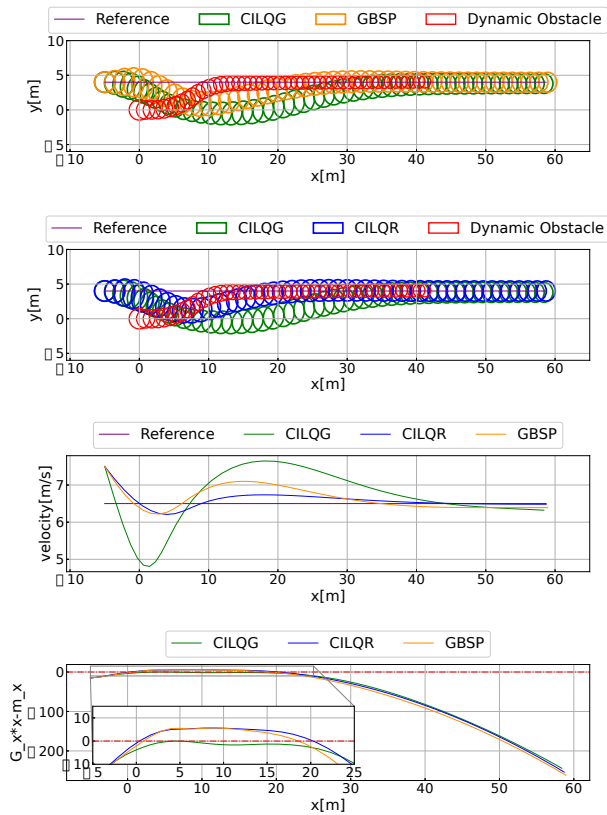 Reference CILQG GBSP Dynamic Obstacle
10
5
0
▯ 5
y[m]
▯ 10 0 10 20 30 40 50 60
x[m]
Reference CILQG CILQR Dynamic Obstacle
10
5
0
▯ 5
y[m]
▯ 10 0 10 20 30 40 50 60
x[m]
Reference CILQG CILQR GBSP
7
6
5
velocity[m/s]
▯ 10 0 10 20 30 40 50 60
x[m]
CILQG CILQR GBSP
0
▯ 100
▯ 200
G_x*x-m_x
10
0
▯ 10
5 0 5 10 15 20 25
0 10 20 30 40 50 60
x[m]